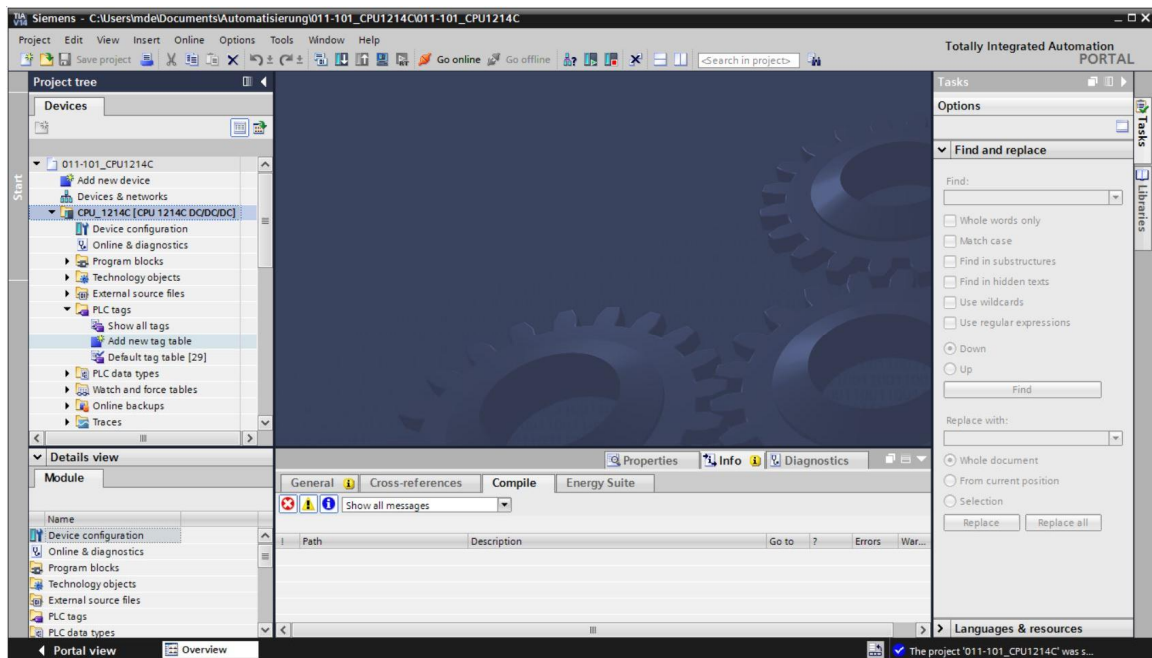 TIA V14 Siemens - C:\Users\mde\Documents\Automatisierung\011-101_CPU1214C\011-101_CPU1214C
Project Edit View Insert Online Options Tools Window Help
Totally Integrated Automation
PORTAL
Save project Go online Go offline <Search in project>
Project tree
Devices
011-101_CPU1214C
Add new device
Devices & networks
CPU_1214C [CPU 1214C DC/DC/DC]
Device configuration
Online & diagnostics
Program blocks
Technology objects
External source files
PLC tags
Show all tags
Add new tag table
Default tag table [29]
PLC data types
Watch and force tables
Online backups
Traces
Start
Details view
Module
Name
Device configuration
Online & diagnostics
Program blocks
Technology objects
External source files
PLC tags
PLC data types
Properties Info Diagnostics
General Cross-references Compile Energy Suite
Show all messages
! Path Description Go to ? Errors War...
Tasks
Options
Find and replace
Find:
Whole words only
Match case
Find in substructures
Find in hidden texts
Use wildcards
Use regular expressions
Down
Up
Find
Replace with:
Whole document
From current position
Selection
Replace Replace all
Languages & resources
Tasks
Libraries
Portal view Overview The project '011-101_CPU1214C' was s...